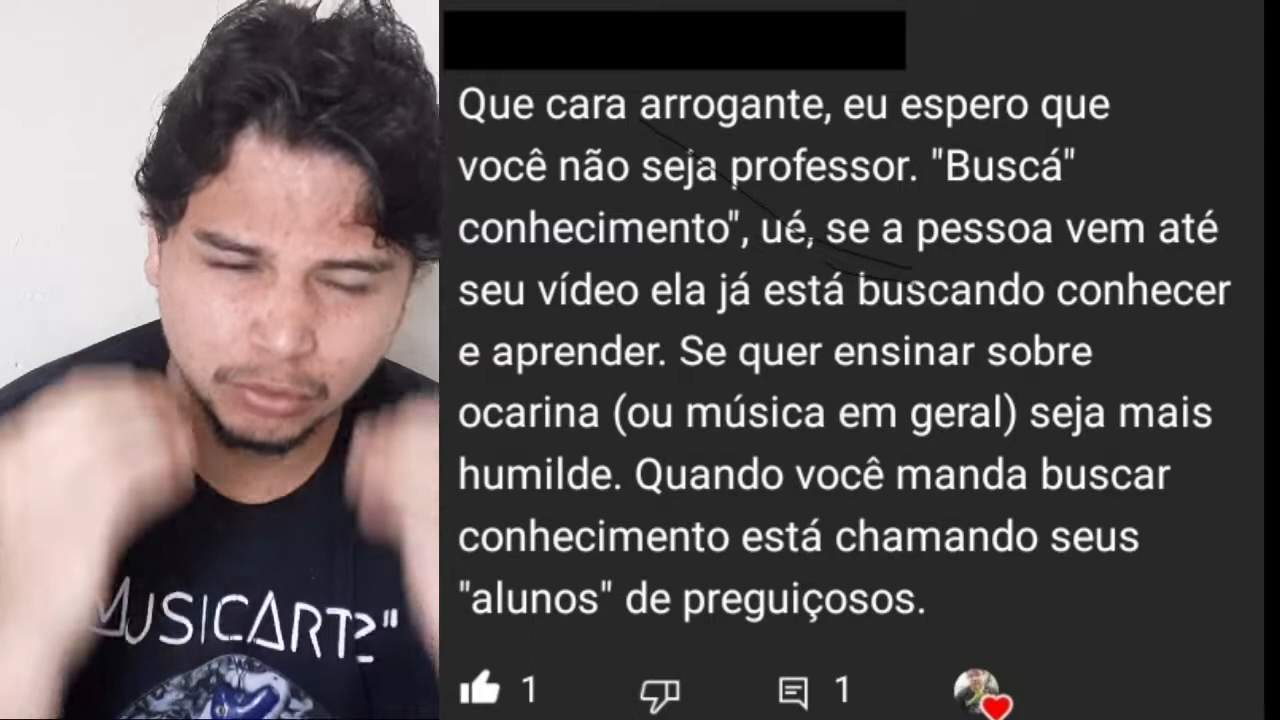 Que cara arrogante, eu espero que
você não seja professor. "Buscá"
conhecimento", ué, se a pessoa vem até
seu vídeo ela já está buscando conhecer
e aprender. Se quer ensinar sobre
ocarina (ou música em geral) seja mais
humilde. Quando você manda buscar
conhecimento está chamando seus
"alunos" de preguiçosos.
1
1
MUSICART?"